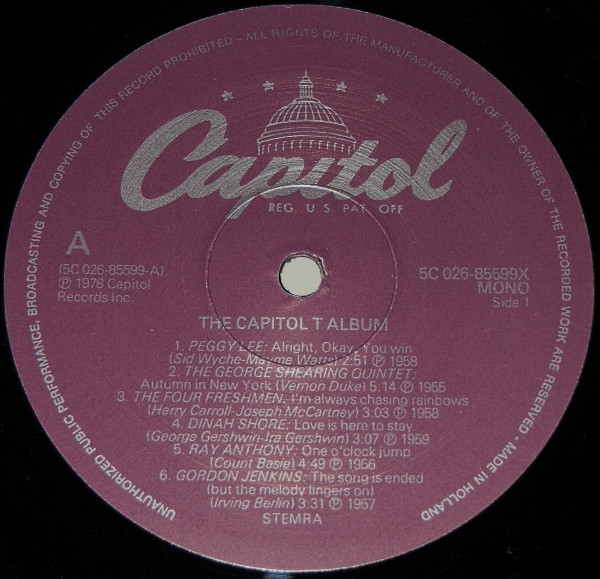 UNAUTHORIZED PUBLIC PERFORMANCE, BROADCASTING AND COPYING OF THIS RECORD PROHIBITED - ALL RIGHTS OF THE MANUFACTURER AND OF THE OWNER OF THE RECORDED WORK ARE RESERVED - MADE IN HOLLAND
Capitol
REG. U.S. PAT. OFF
A
(5C 026-85599-A)
℗ 1978 Capitol
Records Inc.
5C 026-85599X
MONO
Side 1
THE CAPITOL T ALBUM
1. PEGGY LEE: Alright, Okay, You win
(Sid Wyche-Mayme Watts) 2:51 ℗ 1958
2. THE GEORGE SHEARING QUINTET:
Autumn in New York (Vernon Duke) 5:14 ℗ 1955
3. THE FOUR FRESHMEN: I'm always chasing rainbows
(Harry Carroll-Joseph McCartney) 3:03 ℗ 1958
4. DINAH SHORE: Love is here to stay
(George Gershwin-Ira Gershwin) 3:07 ℗ 1959
5. RAY ANTHONY: One o'clock jump
(Count Basie) 4:49 ℗ 1956
6. GORDON JENKINS: The song is ended
(but the melody lingers on)
(Irving Berlin) 3:31 ℗ 1957
STEMRA